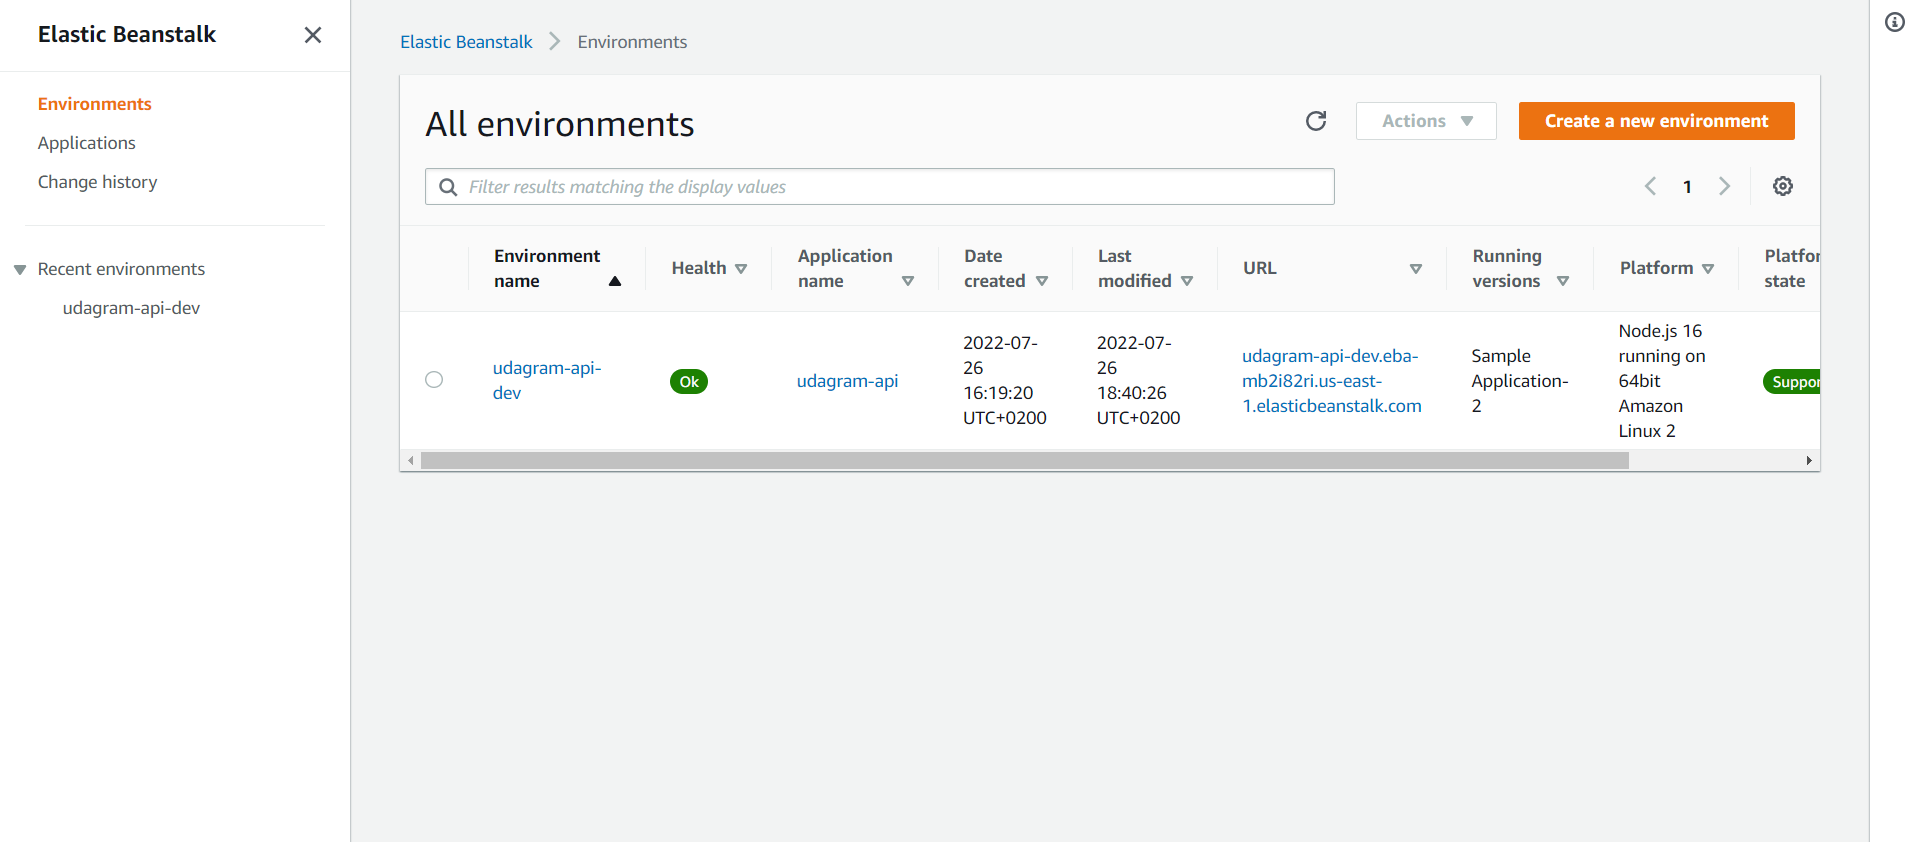 Elastic Beanstalk
Environments
Applications
Change history
Recent environments
udagram-api-dev
Elastic Beanstalk
Environments
All environments
Actions
Create a new environment
Filter results matching the display values
1
Environment
name
Health
Application
name
Date
created
Last
modified
URL
Running
versions
Platform
Platfor
state
udagram-api-
dev
Ok
udagram-api
2022-07-
26
16:19:20
UTC+0200
2022-07-
26
18:40:26
UTC+0200
udagram-api-dev.eba-
mb2i82ri.us-east-
1.elasticbeanstalk.com
Sample
Application-
2
Node.js 16
running on
64bit
Amazon
Linux 2
Suppor